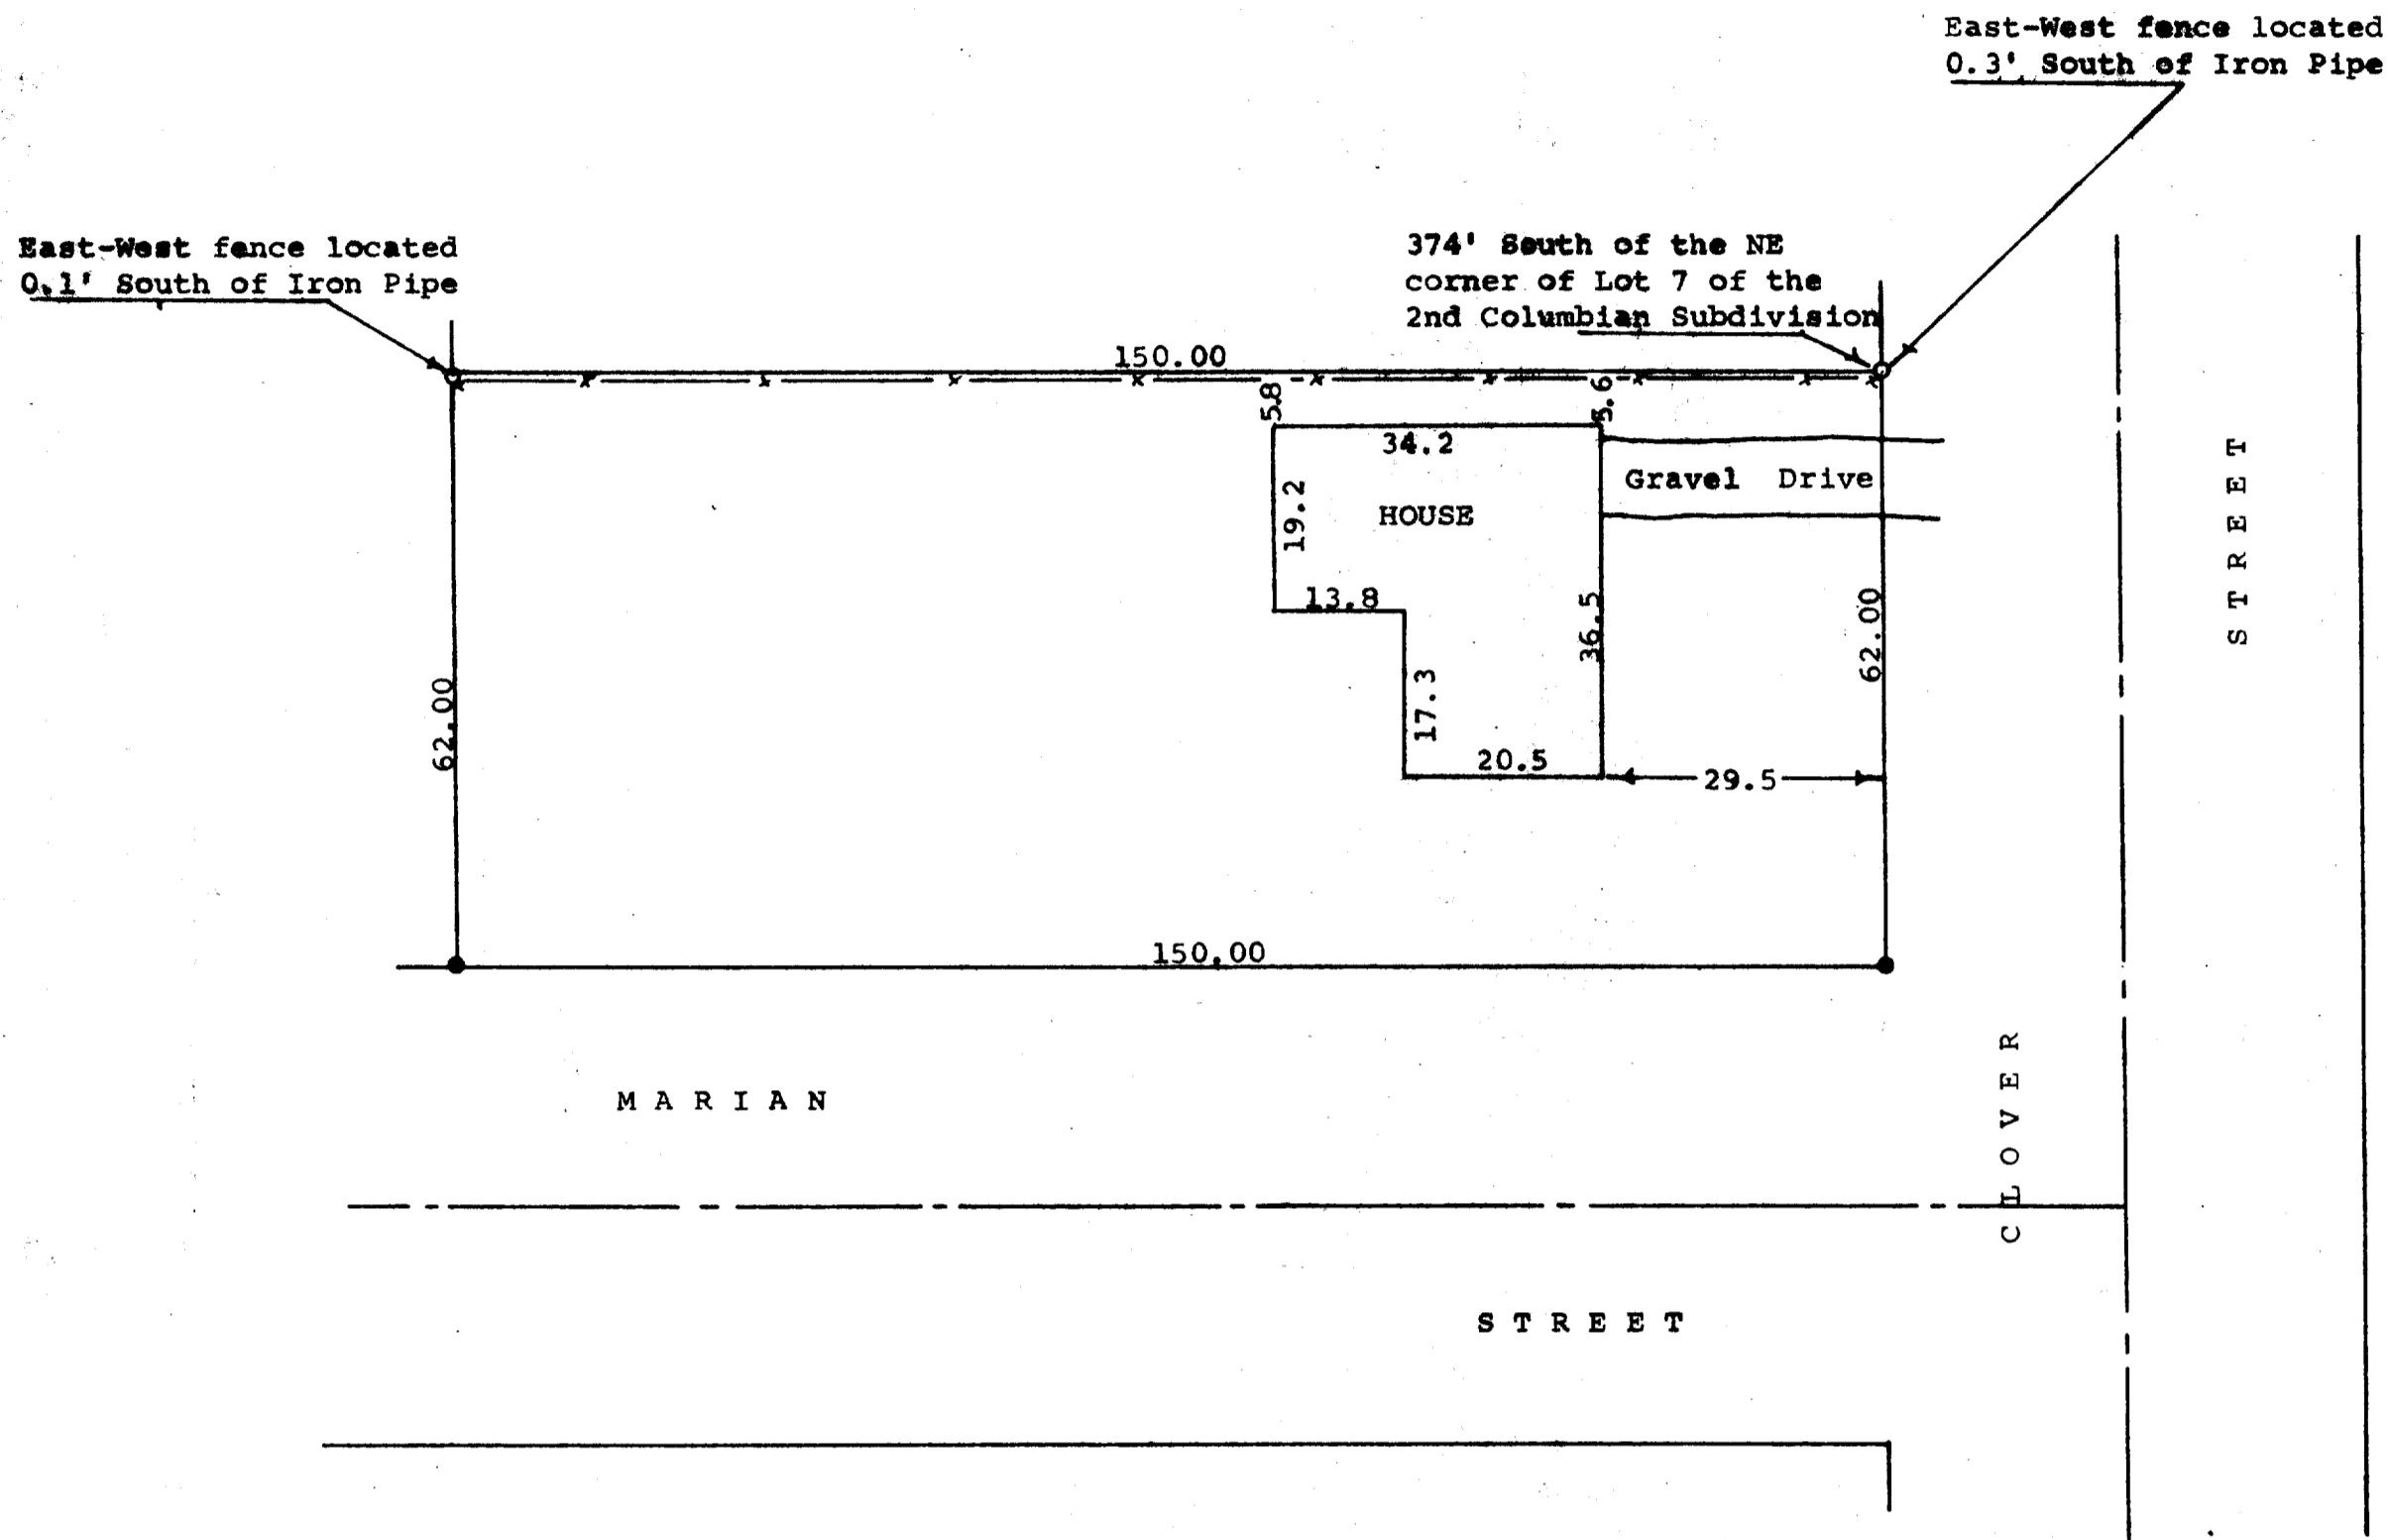 East-West fence located
0.3' South of Iron Pipe
East-West fence located
0.1' South of Iron Pipe
374' South of the NE
corner of Lot 7 of the
2nd Columbian Subdivision
150.00
5.8
5.6
34.2
Gravel Drive
19.2
HOUSE
13.8
36.5
62.00
62.00
17.3
20.5
29.5
150.00
STREET
MARIAN
CLOVER
STREET